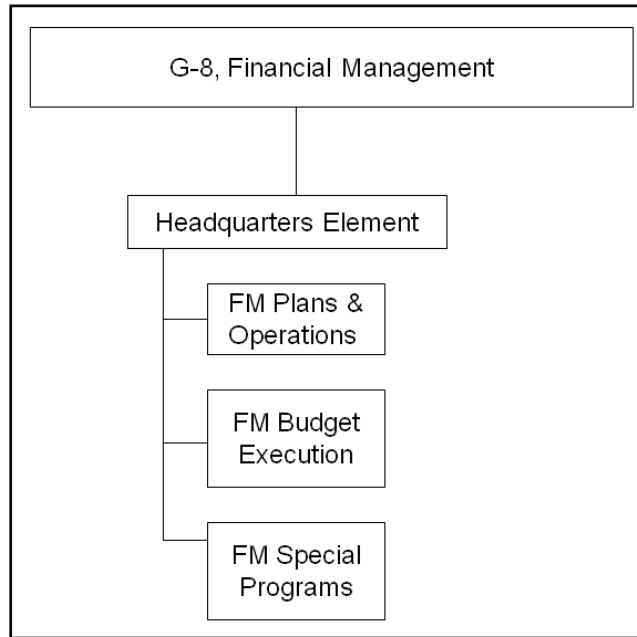 G-8, Financial Management
Headquarters Element
FM Plans &
Operations
FM Budget
Execution
FM Special
Programs